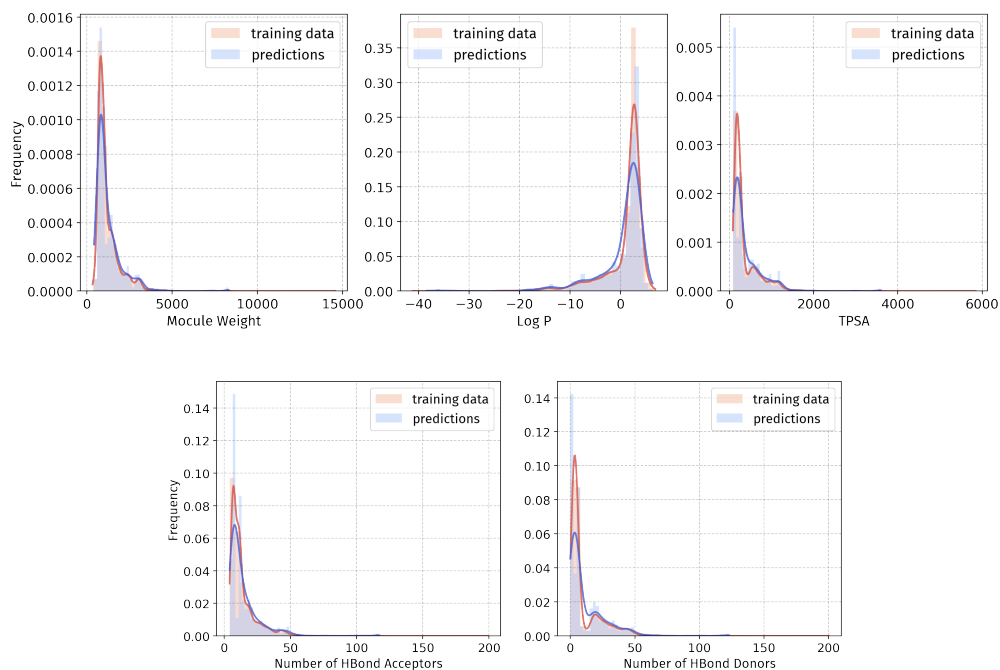 training data
predictions
0.0016
0.0014
0.0012
0.0010
0.0008
0.0006
0.0004
0.0002
0.0000
Frequency
0 5000 10000 15000
Mocule Weight
training data
predictions
0.35
0.30
0.25
0.20
0.15
0.10
0.05
0.00
−40 −30 −20 −10 0
Log P
training data
predictions
0.005
0.004
0.003
0.002
0.001
0.000
0 2000 4000 6000
TPSA
training data
predictions
0.14
0.12
0.10
0.08
0.06
0.04
0.02
0.00
Frequency
0 50 100 150 200
Number of HBond Acceptors
training data
predictions
0.14
0.12
0.10
0.08
0.06
0.04
0.02
0.00
0 50 100 150 200
Number of HBond Donors